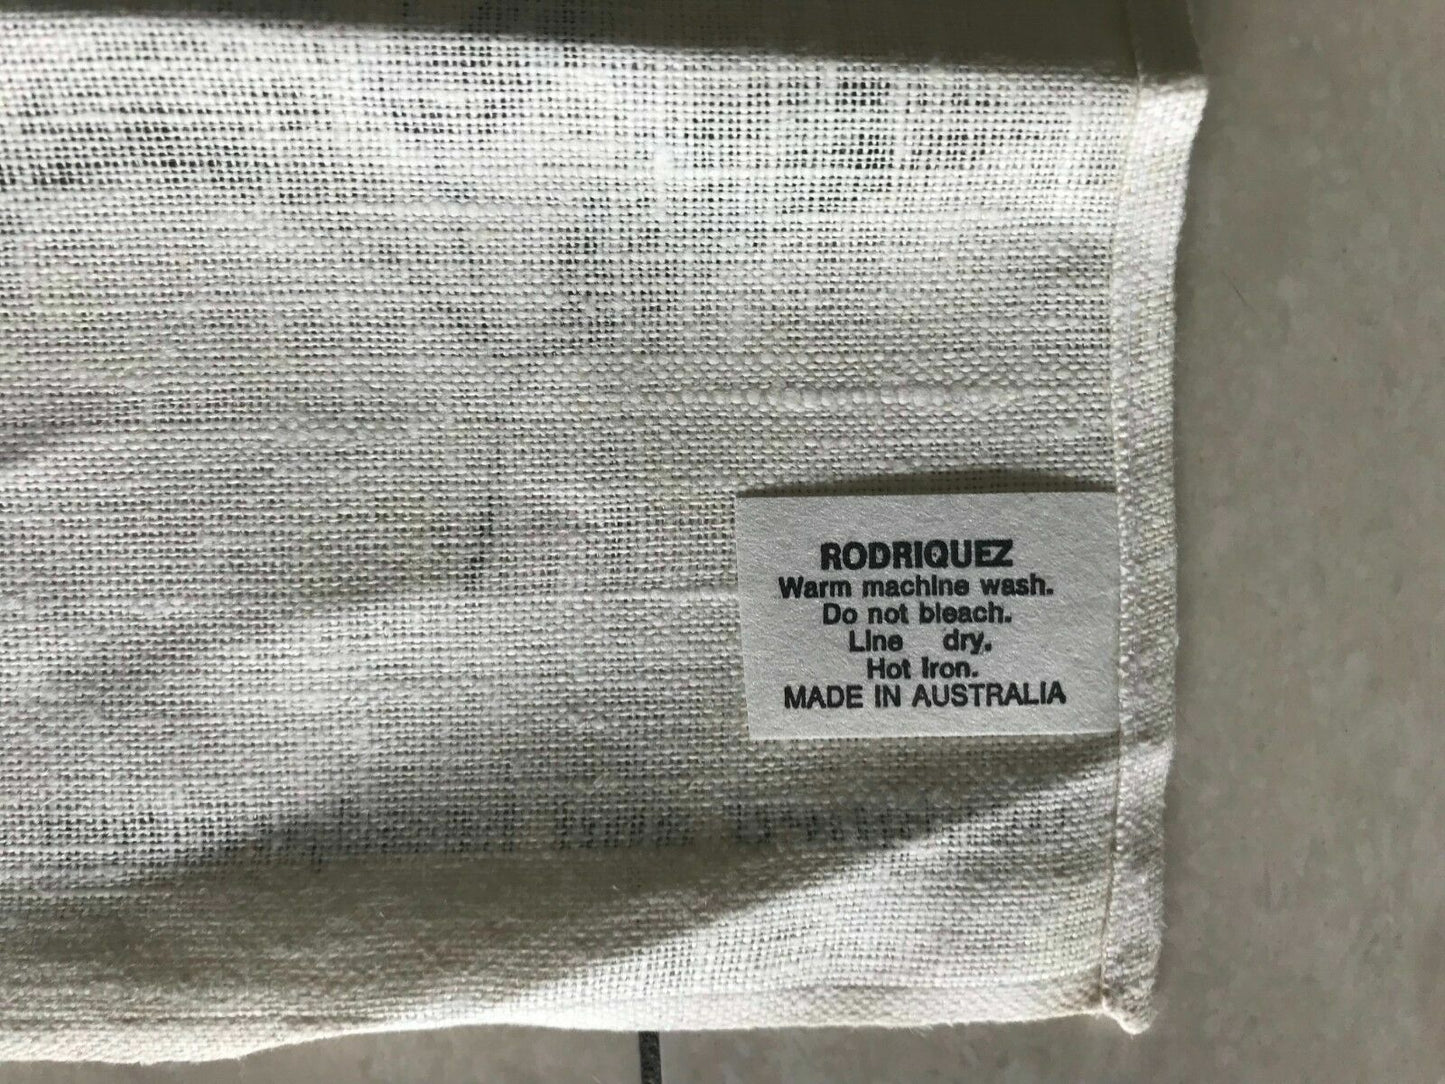 RODRIQUEZ
Warm machine wash.
Do not bleach.
Line dry.
Hot Iron.
MADE IN AUSTRALIA